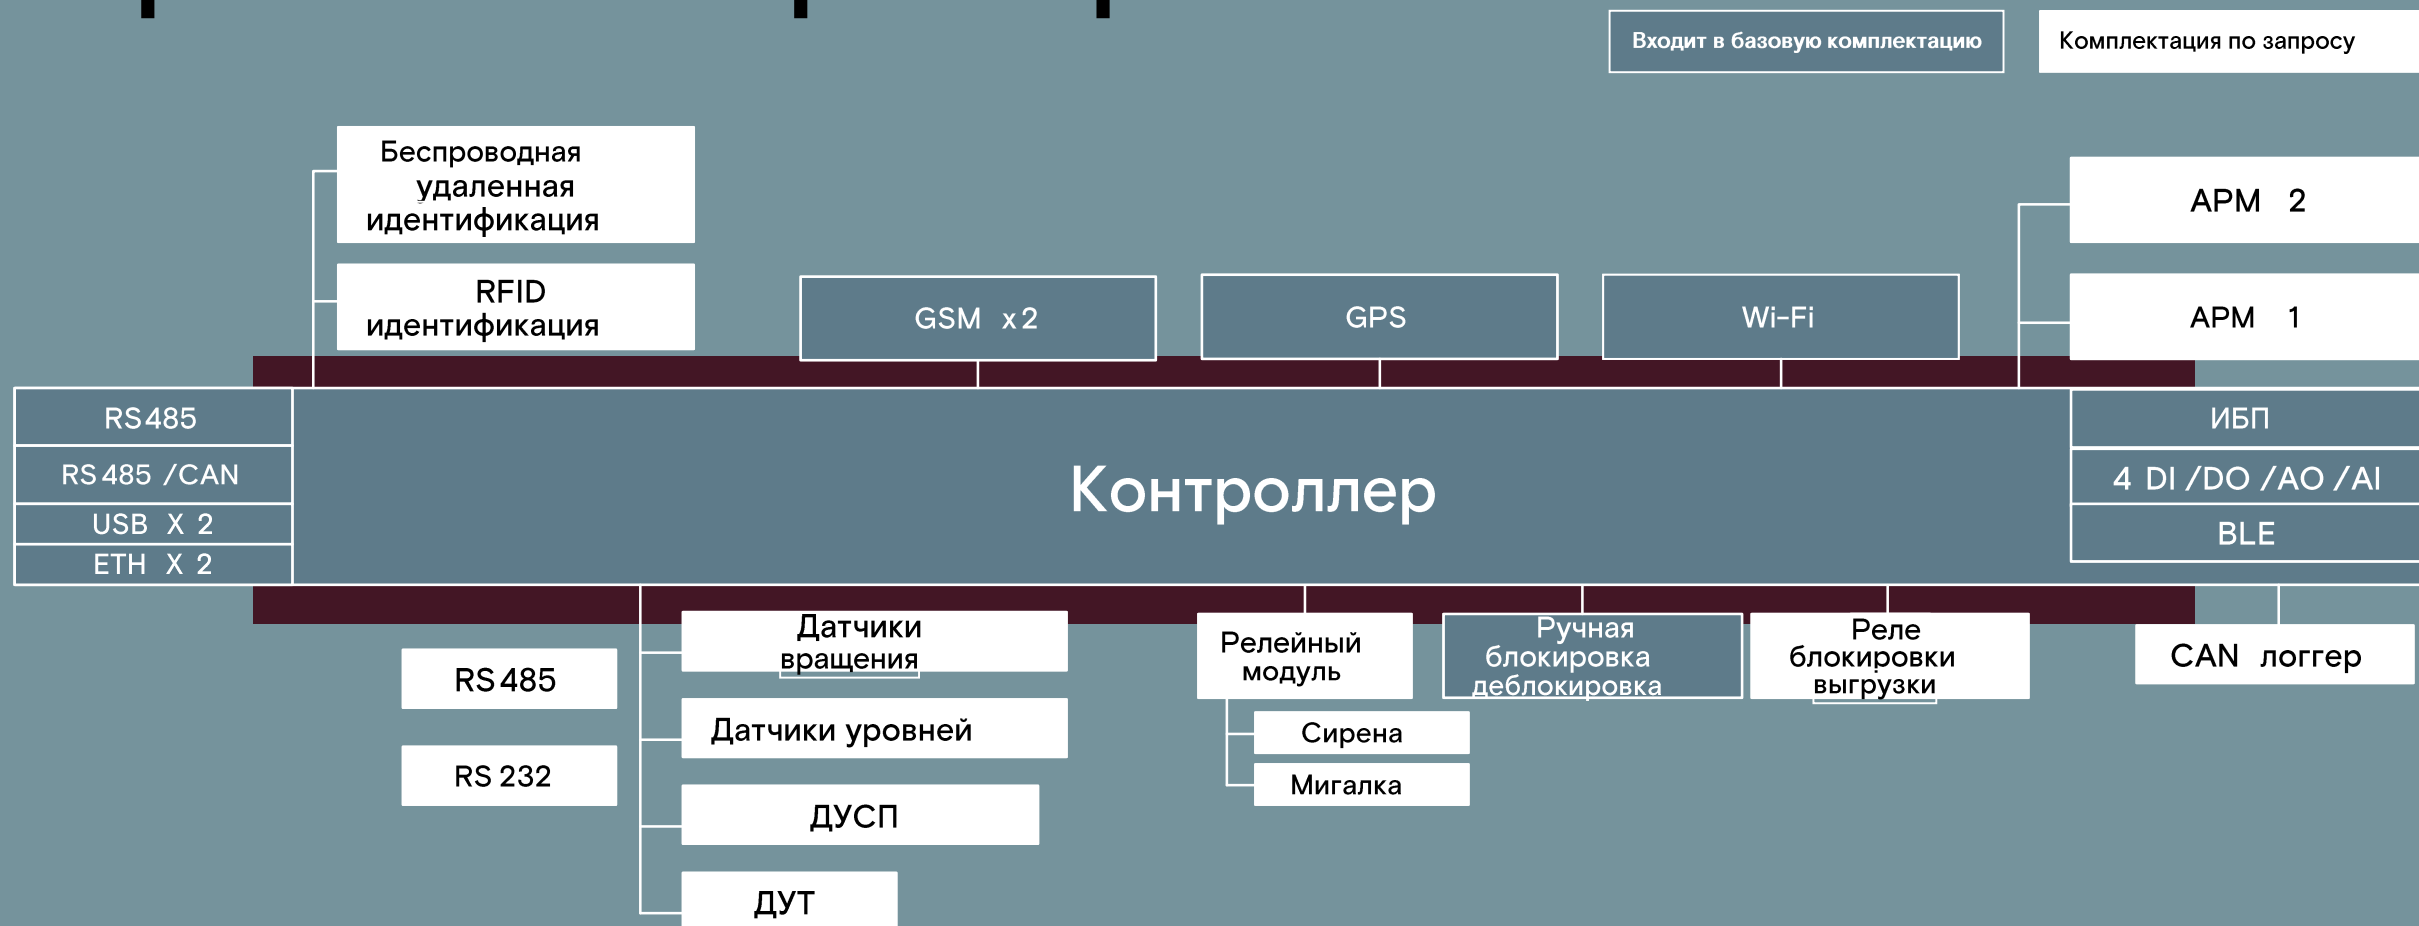 Входит в базовую комплектацию
Комплектация по запросу
Беспроводная
удаленная
идентификация
RFID
идентификация
GSM x2
GPS
Wi-Fi
АРМ 2
АРМ 1
RS485
RS485 /CAN
USB X 2
ETH X 2
Контроллер
ИБП
4 DI /DO /AO /AI
BLE
RS485
RS 232
Датчики
вращения
Датчики уровней
ДУСП
ДУТ
Релейный
модуль
Сирена
Мигалка
Ручная
блокировка
деблокировка
Реле
блокировки
выгрузки
CAN логгер